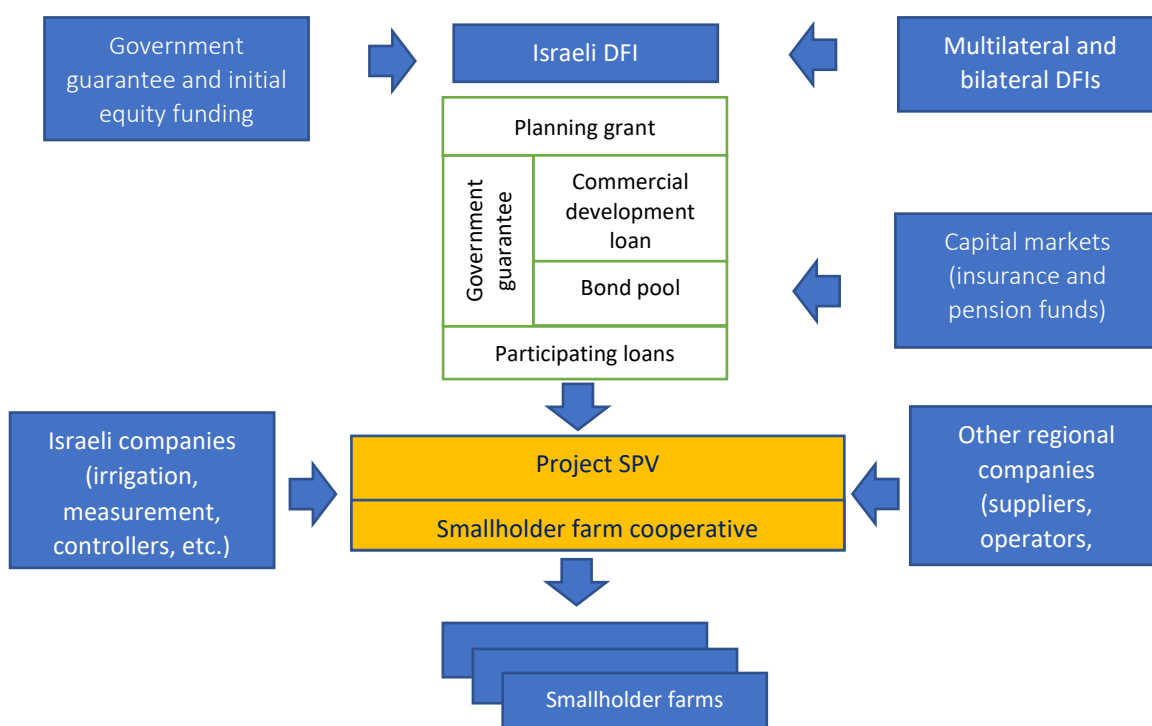 Government
guarantee and initial
equity funding
Israeli DFI
Multilateral and
bilateral DFIs
Planning grant
Government
guarantee
Commercial
development
loan
Bond pool
Participating loans
Capital markets
(insurance and
pension funds)
Israeli companies
(irrigation,
measurement,
controllers, etc.)
Project SPV
Smallholder farm cooperative
Other regional
companies
(suppliers,
operators,
Smallholder farms